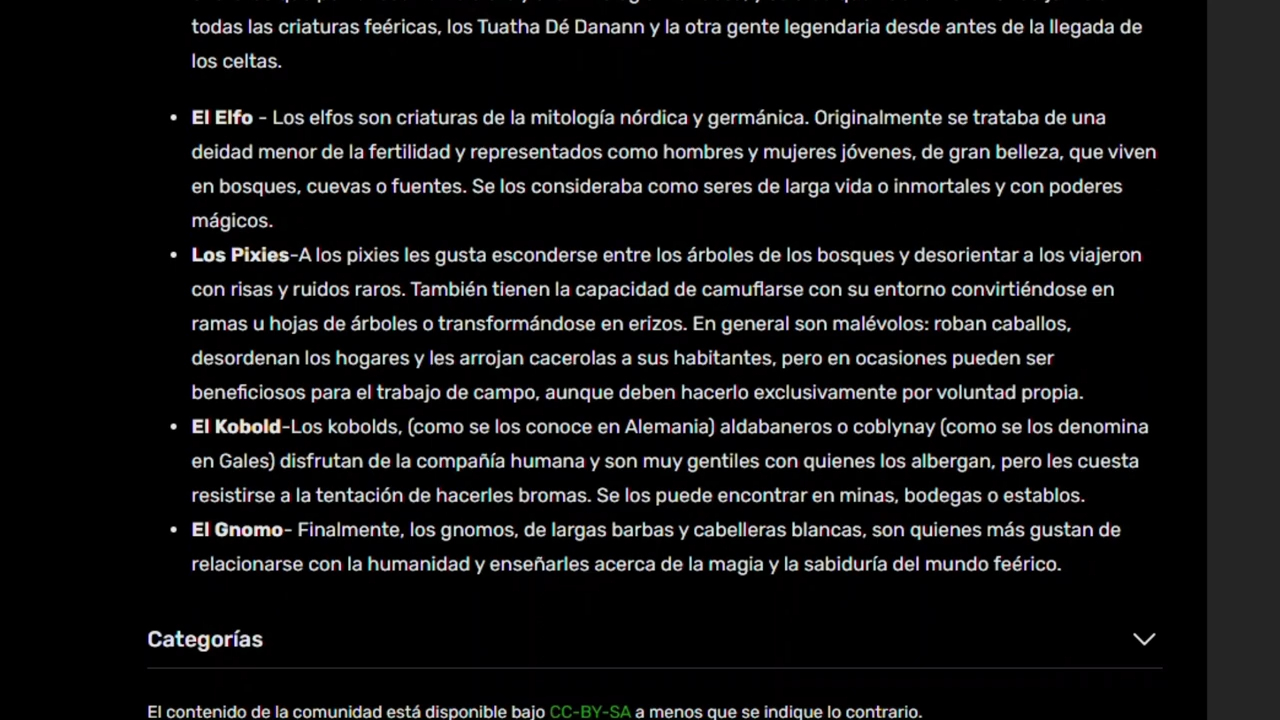 todas las criaturas feéricas, los Tuatha Dé Danann y la otra gente legendaria desde antes de la llegada de
los celtas.
• El Elfo - Los elfos son criaturas de la mitología nórdica y germánica. Originalmente se trataba de una
deidad menor de la fertilidad y representados como hombres y mujeres jóvenes, de gran belleza, que viven
en bosques, cuevas o fuentes. Se los consideraba como seres de larga vida o inmortales y con poderes
mágicos.
• Los Pixies-A los pixies les gusta esconderse entre los árboles de los bosques y desorientar a los viajeron
con risas y ruidos raros. También tienen la capacidad de camuflarse con su entorno convirtiéndose en
ramas u hojas de árboles o transformándose en erizos. En general son malévolos: roban caballos,
desordenan los hogares y les arrojan cacerolas a sus habitantes, pero en ocasiones pueden ser
beneficiosos para el trabajo de campo, aunque deben hacerlo exclusivamente por voluntad propia.
• El Kobold-Los kobolds, (como se los conoce en Alemania) aldabaneros o coblynay (como se los denomina
en Gales) disfrutan de la compañía humana y son muy gentiles con quienes los albergan, pero les cuesta
resistirse a la tentación de hacerles bromas. Se los puede encontrar en minas, bodegas o establos.
• El Gnomo- Finalmente, los gnomos, de largas barbas y cabelleras blancas, son quienes más gustan de
relacionarse con la humanidad y enseñarles acerca de la magia y la sabiduría del mundo feérico.
Categorías
El contenido de la comunidad está disponible bajo CC-BY-SA a menos que se indique lo contrario.